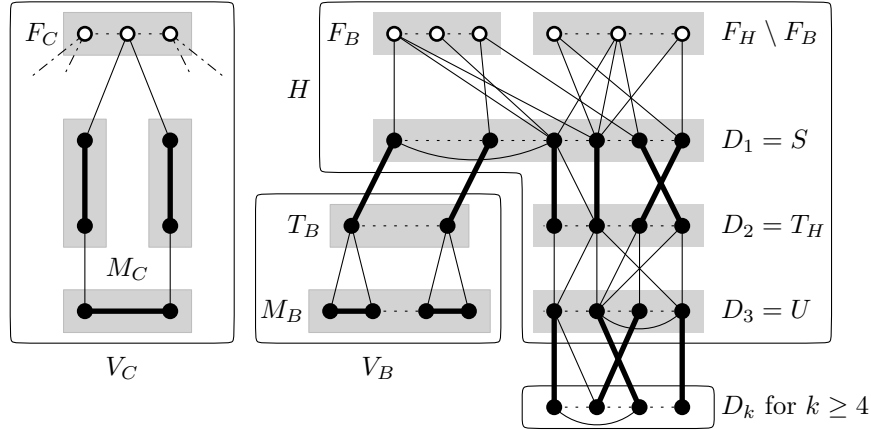 F_C
F_B
F_H \ F_B
H
D_1 = S
T_B
D_2 = T_H
M_C
M_B
D_3 = U
V_C
V_B
D_k for k ≥ 4